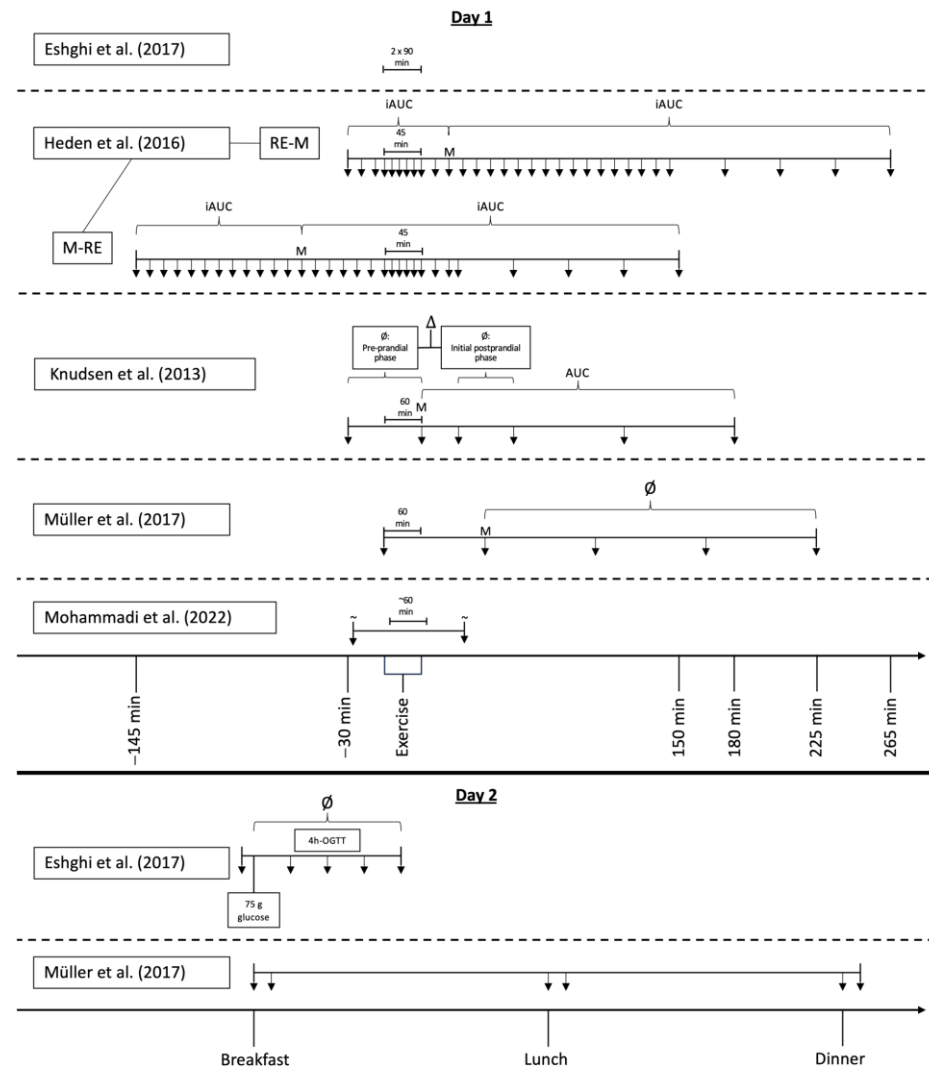 Day 1
Eshghi et al. (2017)
2 x 90
min
iAUC
iAUC
Heden et al. (2016)
RE-M
45
min
M
iAUC
iAUC
M-RE
M
45
min
Δ
Ø:
Pre-prandial
phase
Ø:
Initial postprandial
phase
Knudsen et al. (2013)
AUC
60
min
M
Ø
Müller et al. (2017)
60
min
M
Mohammadi et al. (2022)
~
~60
min
~
−145 min
−30 min
Exercise
150 min
180 min
225 min
265 min
Day 2
Ø
Eshghi et al. (2017)
4h-OGTT
75 g
glucose
Müller et al. (2017)
Breakfast
Lunch
Dinner